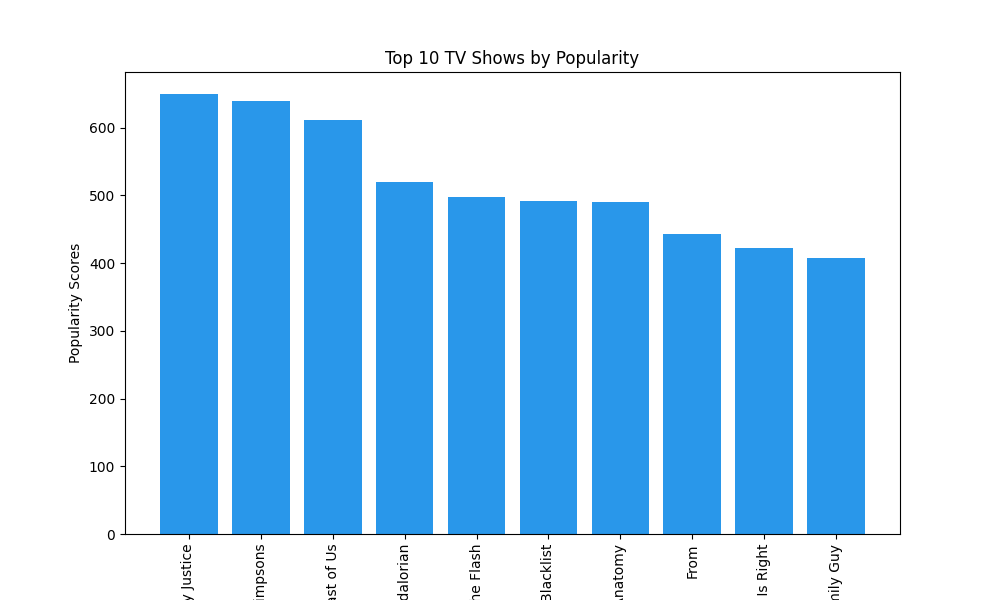 Top 10 TV Shows by Popularity
Popularity Scores
600
500
400
300
200
100
0
y Justice
impsons
ast of Us
dalorian
he Flash
Blacklist
Anatomy
From
Is Right
mily Guy